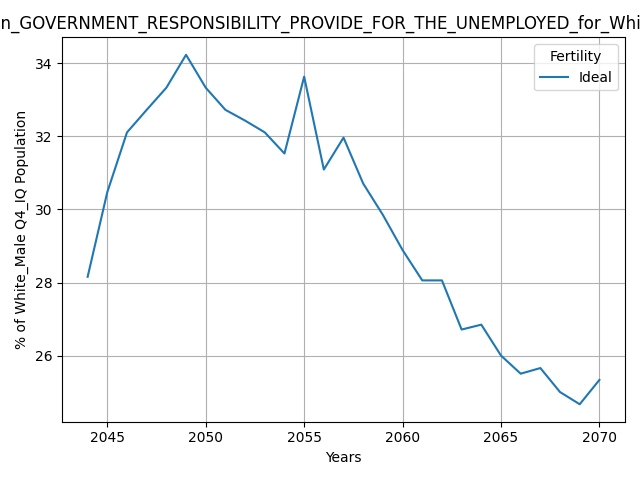 n_GOVERNMENT_RESPONSIBILITY_PROVIDE_FOR_THE_UNEMPLOYED_for_Whi
Fertility
Ideal
% of White_Male Q4_IQ Population
34
32
30
28
26
2045 2050 2055 2060 2065 2070
Years